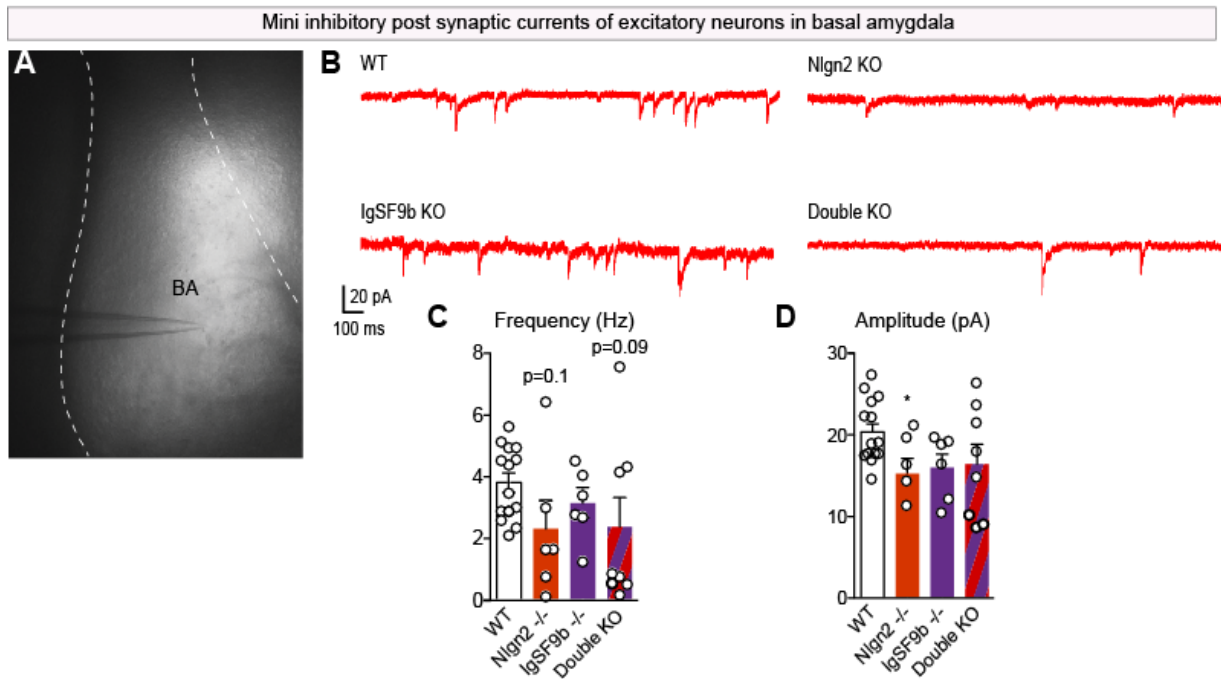 Mini inhibitory post synaptic currents of excitatory neurons in basal amygdala
A
BA
B
WT
Nlgn2 KO
IgSF9b KO
Double KO
20 pA
100 ms
C
Frequency (Hz)
p=0.1
p=0.09
8
6
4
2
0
WT
Nlgn2 -/-
IgSF9b -/-
Double KO
D
Amplitude (pA)
*
30
20
10
0
WT
Nlgn2 -/-
IgSF9b -/-
Double KO